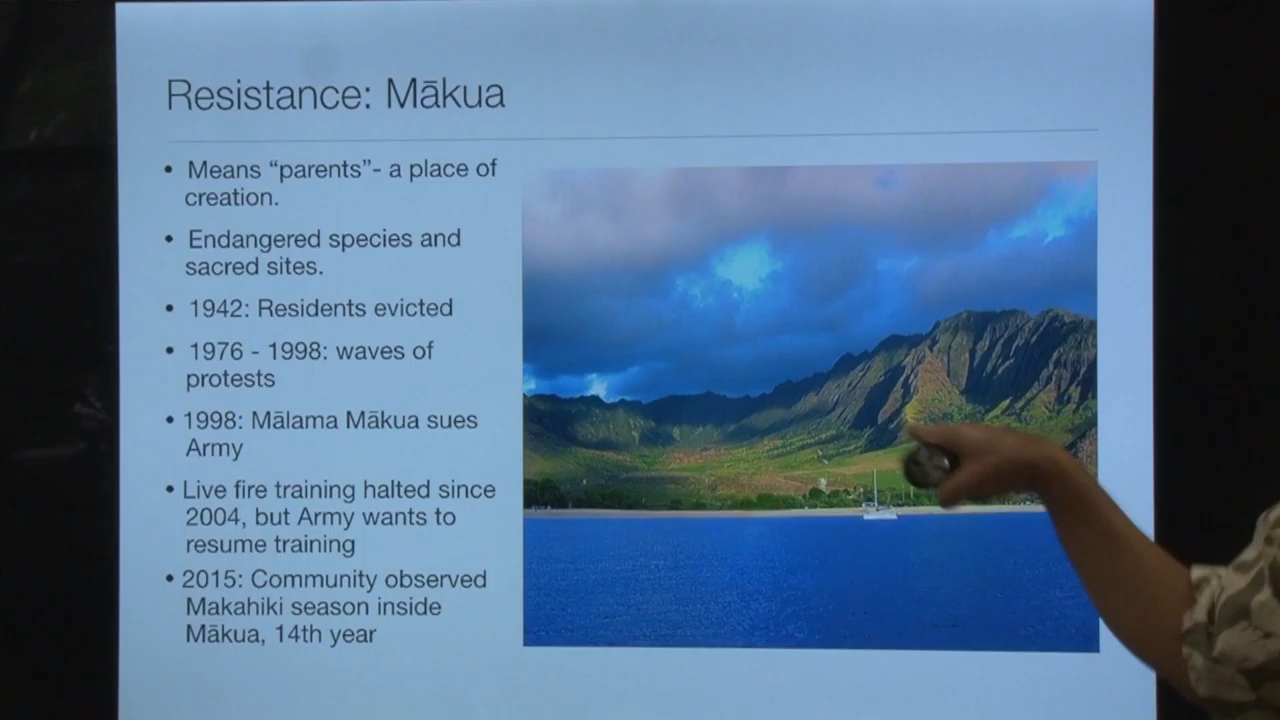 Resistance: Mākua
• Means “parents”- a place of
creation.
• Endangered species and
sacred sites.
• 1942: Residents evicted
• 1976 - 1998: waves of
protests
• 1998: Mālama Mākua sues
Army
• Live fire training halted since
2004, but Army wants to
resume training
• 2015: Community observed
Makahiki season inside
Mākua, 14th year